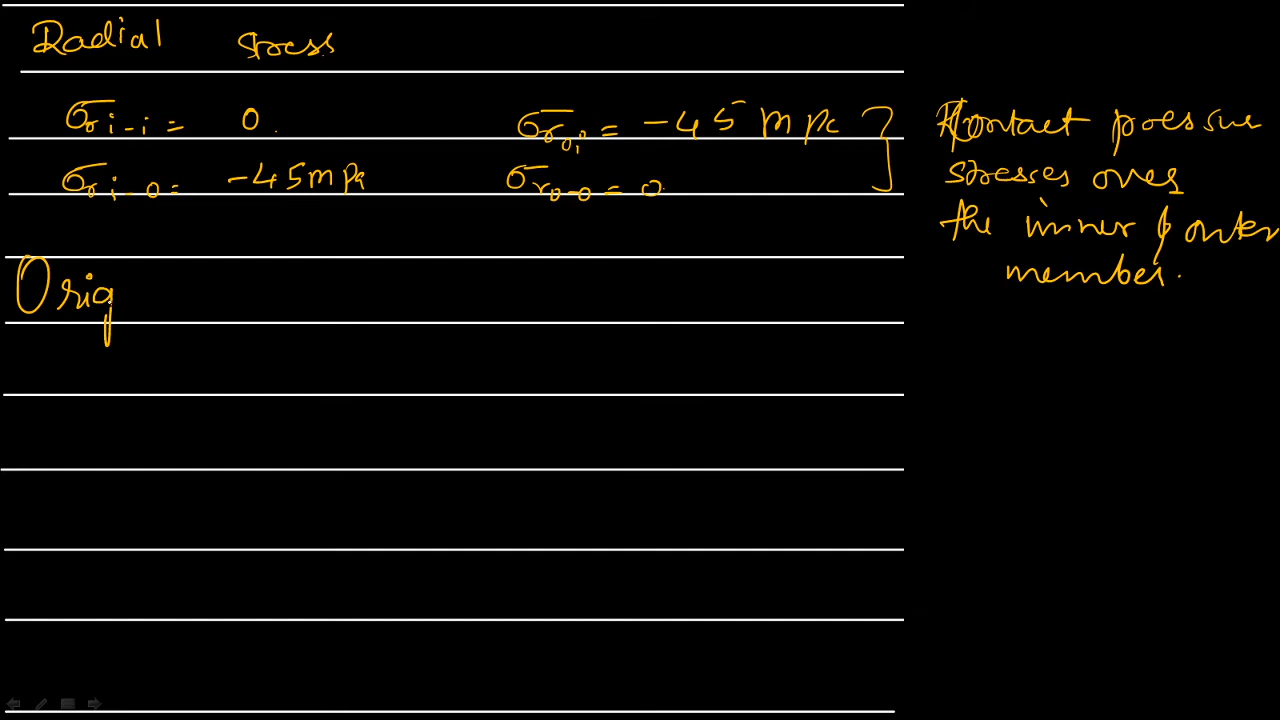 Radial stress
σri-i = 0.
σroi = -45 MPa
σri-o = -45 MPa
σro-o = 0.
Contact pressure
stresses over
the inner & outer
member.
Orig